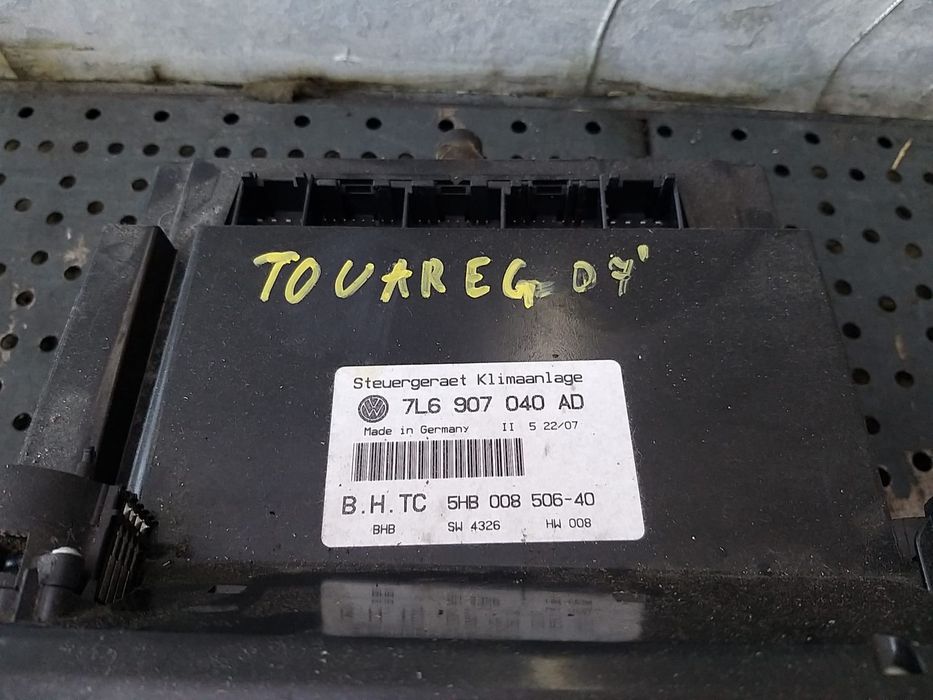 TOUAREG 07"
Steuergeraet Klimaanlage
7L6 907 040 AD
Made in Germany II 5 22/07
B.H.TC 5HB 008 506-40
BHB SW 4326 HW 008